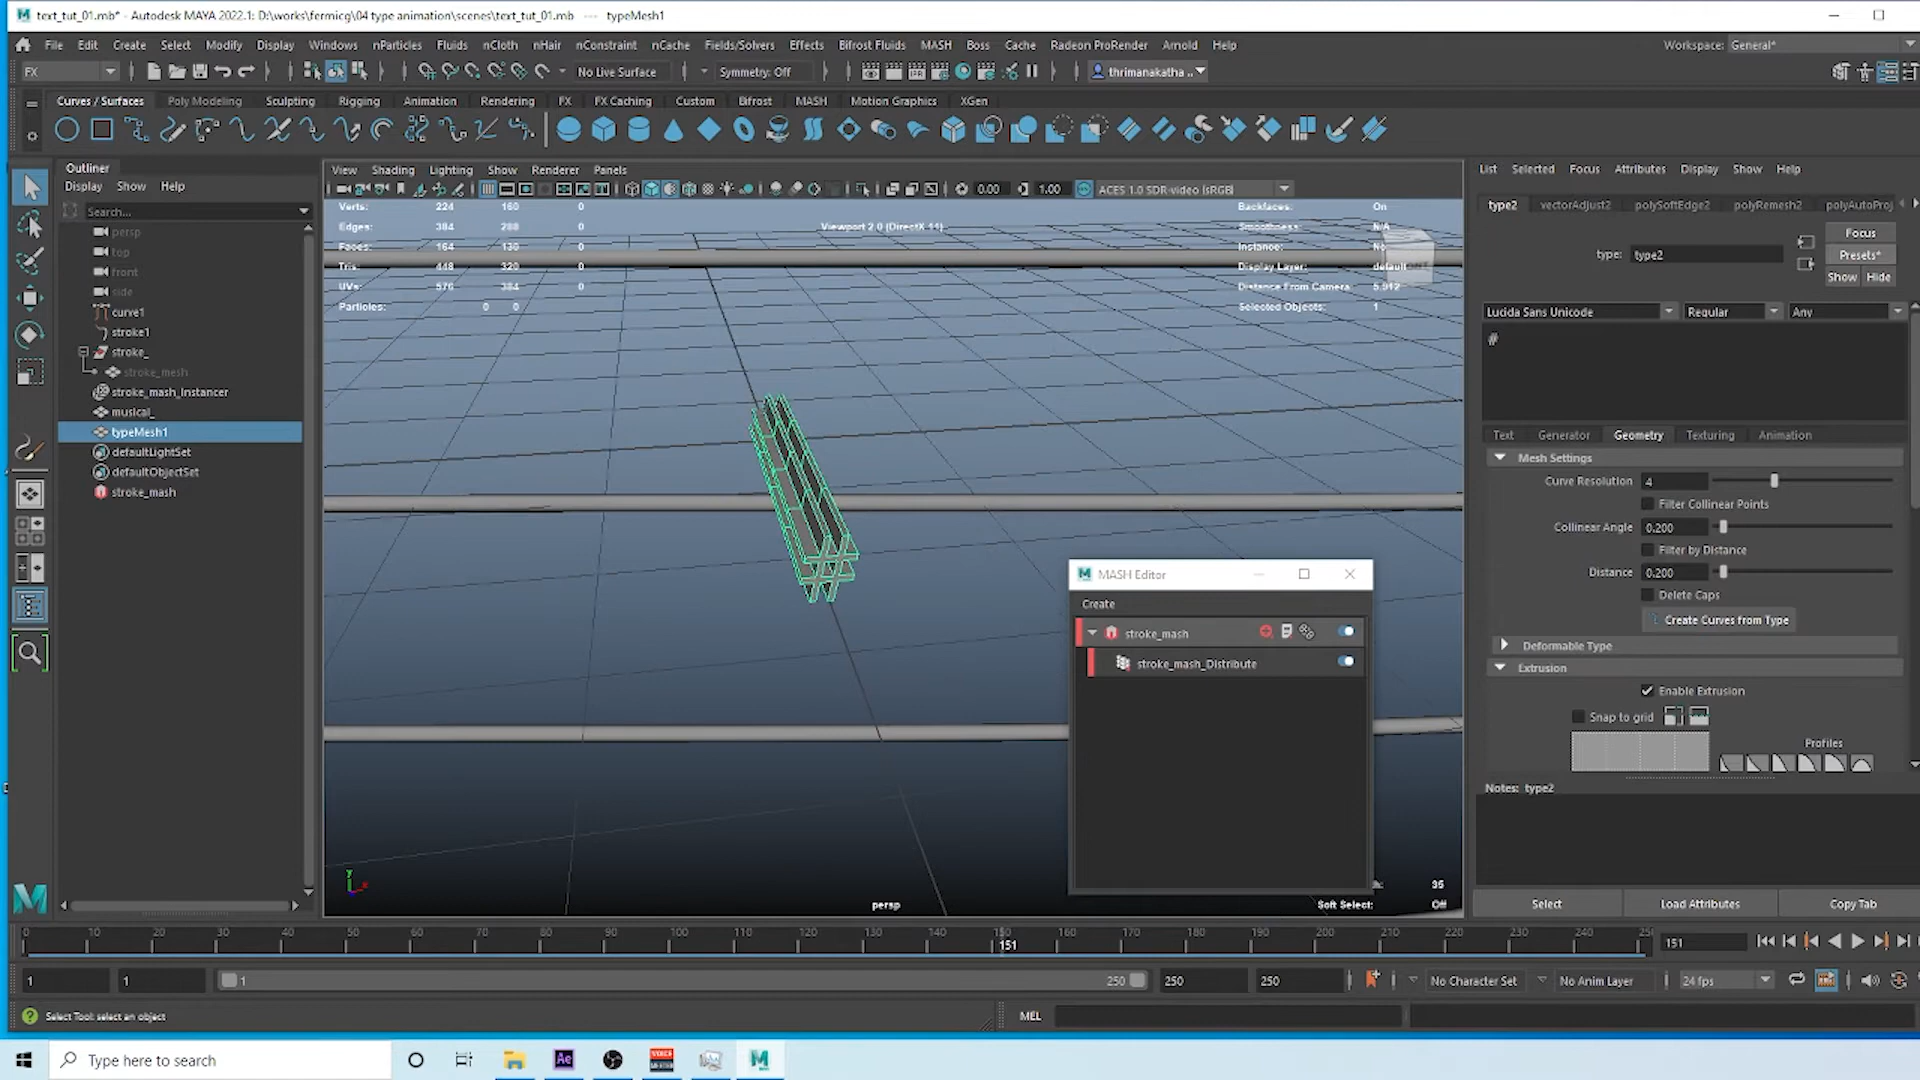 text_tut_01.mb* - Autodesk MAYA 2022.1: D:\works\fermicg\04 type animation\scenes\text_tut_01.mb --- typeMesh1
File Edit Create Select Modify Display Windows nParticles Fluids nCloth nHair nConstraint nCache Fields/Solvers Effects Bifrost Fluids MASH Boss Cache Radeon ProRender Arnold Help Workspace: General*
FX No Live Surface Symmetry: Off thrimanakatha ..
Curves / Surfaces Poly Modeling Sculpting Rigging Animation Rendering FX FX Caching Custom Bifrost MASH Motion Graphics XGen
Outliner
Display Show Help
Search...
persp
top
front
side
curve1
stroke1
stroke_
stroke_mesh
stroke_mash_Instancer
musical_
typeMesh1
defaultLightSet
defaultObjectSet
stroke_mash
View Shading Lighting Show Renderer Panels
0.00 1.00 ACES 1.0 SDR-video (sRGB)
Verts: 224 160 0 Backfaces: On
Edges: 384 288 0 Viewport 2.0 (DirectX 11) Smoothness: N/A
Faces: 164 130 0 Instance: No
Tris: 448 320 0 Display Layer: default
UVs: 576 384 0 Distance From Camera 5.912
Particles: 0 0 Selected Objects: 1
MASH Editor
Create
stroke_mash
stroke_mash_Distribute
35
persp Soft Select: Off
List Selected Focus Attributes Display Show Help
type2 vectorAdjust2 polySoftEdge2 polyRemesh2 polyAutoProj
type: type2
Focus
Presets*
Show Hide
Lucida Sans Unicode Regular Any
#
Text Generator Geometry Texturing Animation
Mesh Settings
Curve Resolution 4
Filter Collinear Points
Collinear Angle 0.200
Filter by Distance
Distance 0.200
Delete Caps
Create Curves from Type
Deformable Type
Extrusion
Enable Extrusion
Snap to grid
Profiles
Notes: type2
Select Load Attributes Copy Tab
0 10 20 30 40 50 60 70 80 90 100 110 120 130 140 150 160 170 180 190 200 210 220 230 240 25
151 151
1 1 1 250 250 250 No Character Set No Anim Layer 24 fps
Select Tool: select an object MEL
Type here to search Ae